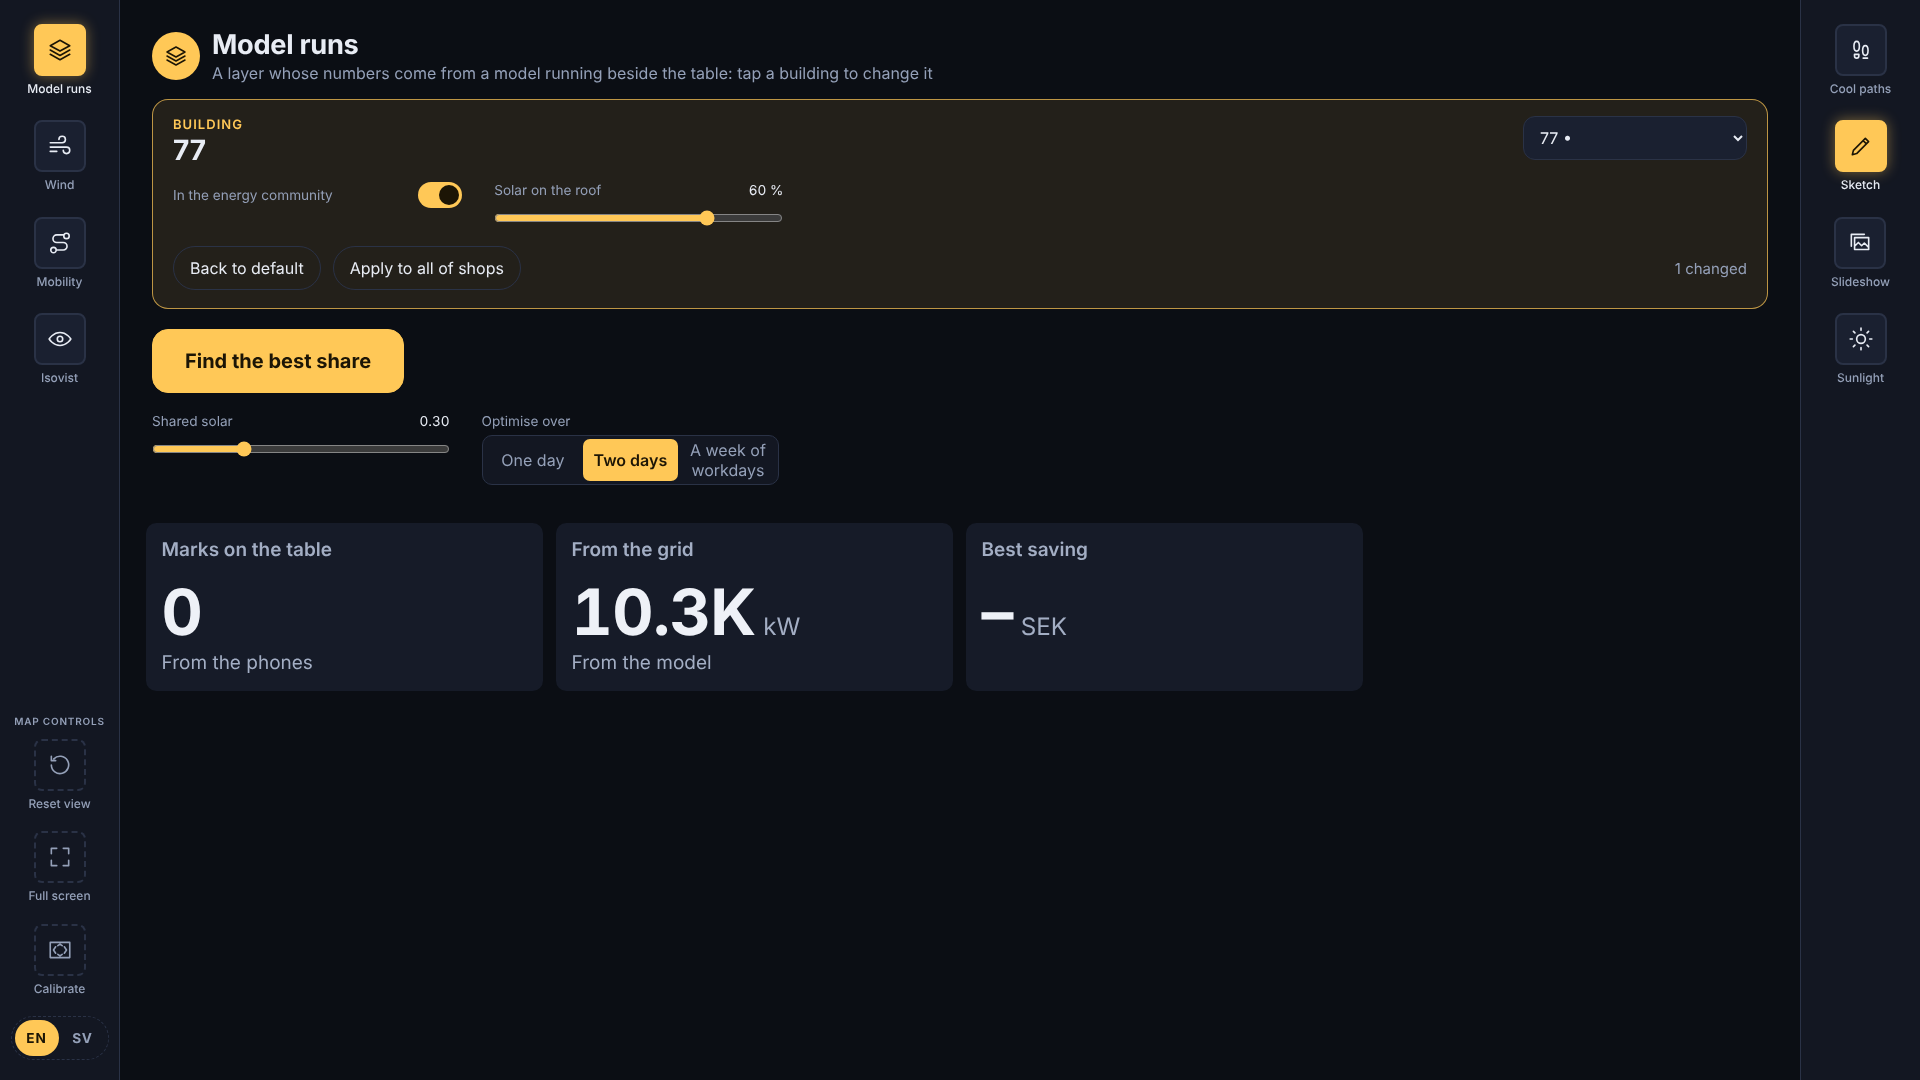 Model runs
Wind
Mobility
Isovist
MAP CONTROLS
Reset view
Full screen
Calibrate
EN SV
Model runs
A layer whose numbers come from a model running beside the table: tap a building to change it
BUILDING
77
77 •
In the energy community
Solar on the roof 60 %
Back to default
Apply to all of shops
1 changed
Find the best share
Shared solar 0.30
Optimise over
One day
Two days
A week of
workdays
Marks on the table
0
From the phones
From the grid
10.3K kW
From the model
Best saving
– SEK
Cool paths
Sketch
Slideshow
Sunlight